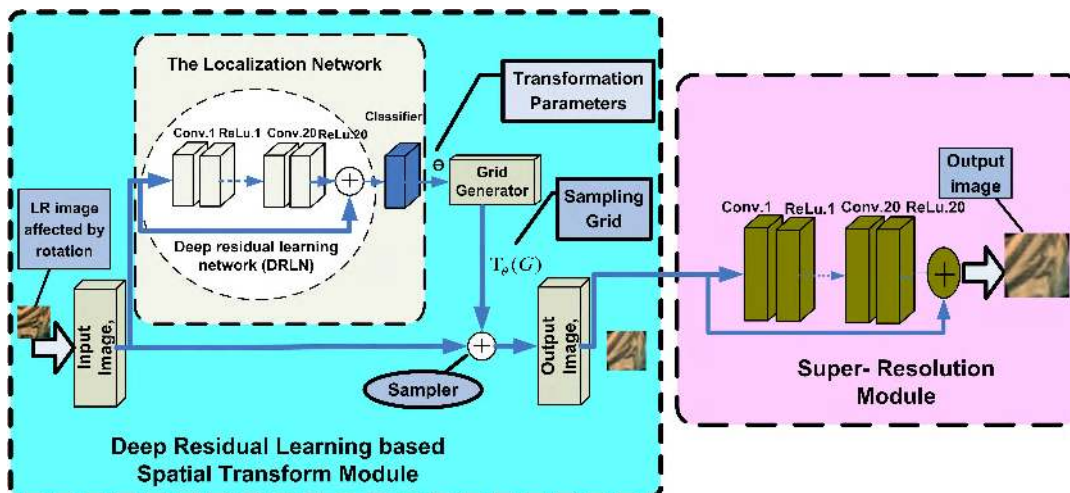 The Localization Network
Classifier
Conv.1 ReLu.1 Conv.20 ReLu.20
Deep residual learning
network (DRLN)
Transformation
Parameters
Θ
Grid
Generator
Sampling
Grid
T_θ(G)
LR image
affected by
rotation
Input
Image,
Sampler
Output
Image,
Deep Residual Learning based
Spatial Transform Module
Output
image
Conv.1 ReLu.1 Conv.20 ReLu.20
Super- Resolution
Module